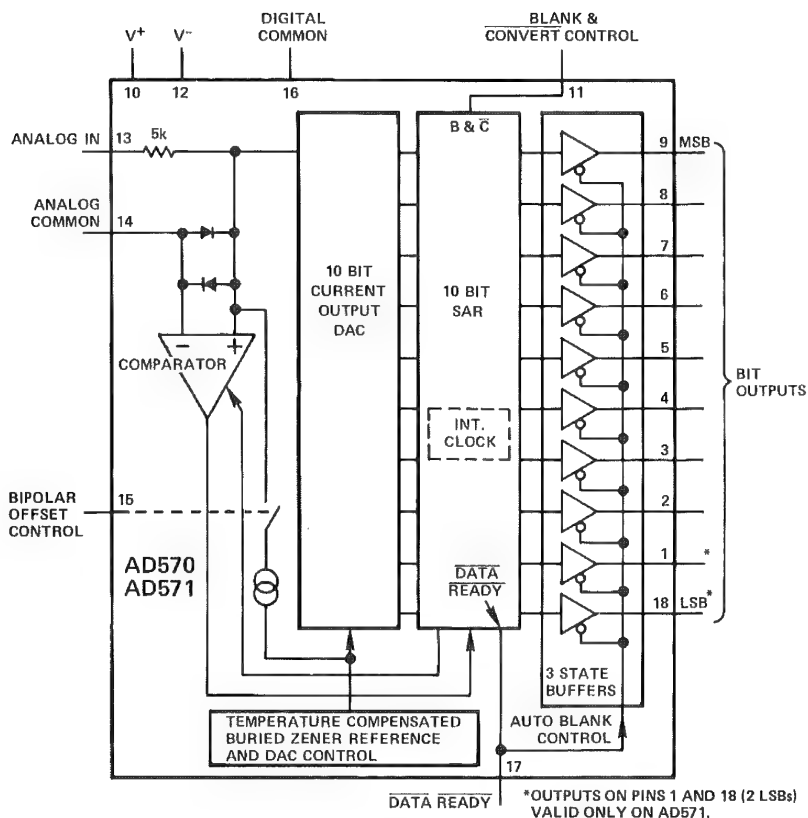 DIGITAL
COMMON
BLANK &
CONVERT CONTROL
V+
V-
10
12
16
11
ANALOG IN
13
5k
B & C̅
9
MSB
ANALOG
COMMON
14
8
7
10 BIT
CURRENT
OUTPUT
DAC
10 BIT
SAR
6
5
COMPARATOR
-
+
BIT
OUTPUTS
4
INT.
CLOCK
3
BIPOLAR
OFFSET
CONTROL
15
2
AD570
AD571
1
*
DATA
READY
18
LSB*
3 STATE
BUFFERS
TEMPERATURE COMPENSATED
BURIED ZENER REFERENCE
AND DAC CONTROL
AUTO BLANK
CONTROL
17
DATA READY
*OUTPUTS ON PINS 1 AND 18 (2 LSBs)
VALID ONLY ON AD571.